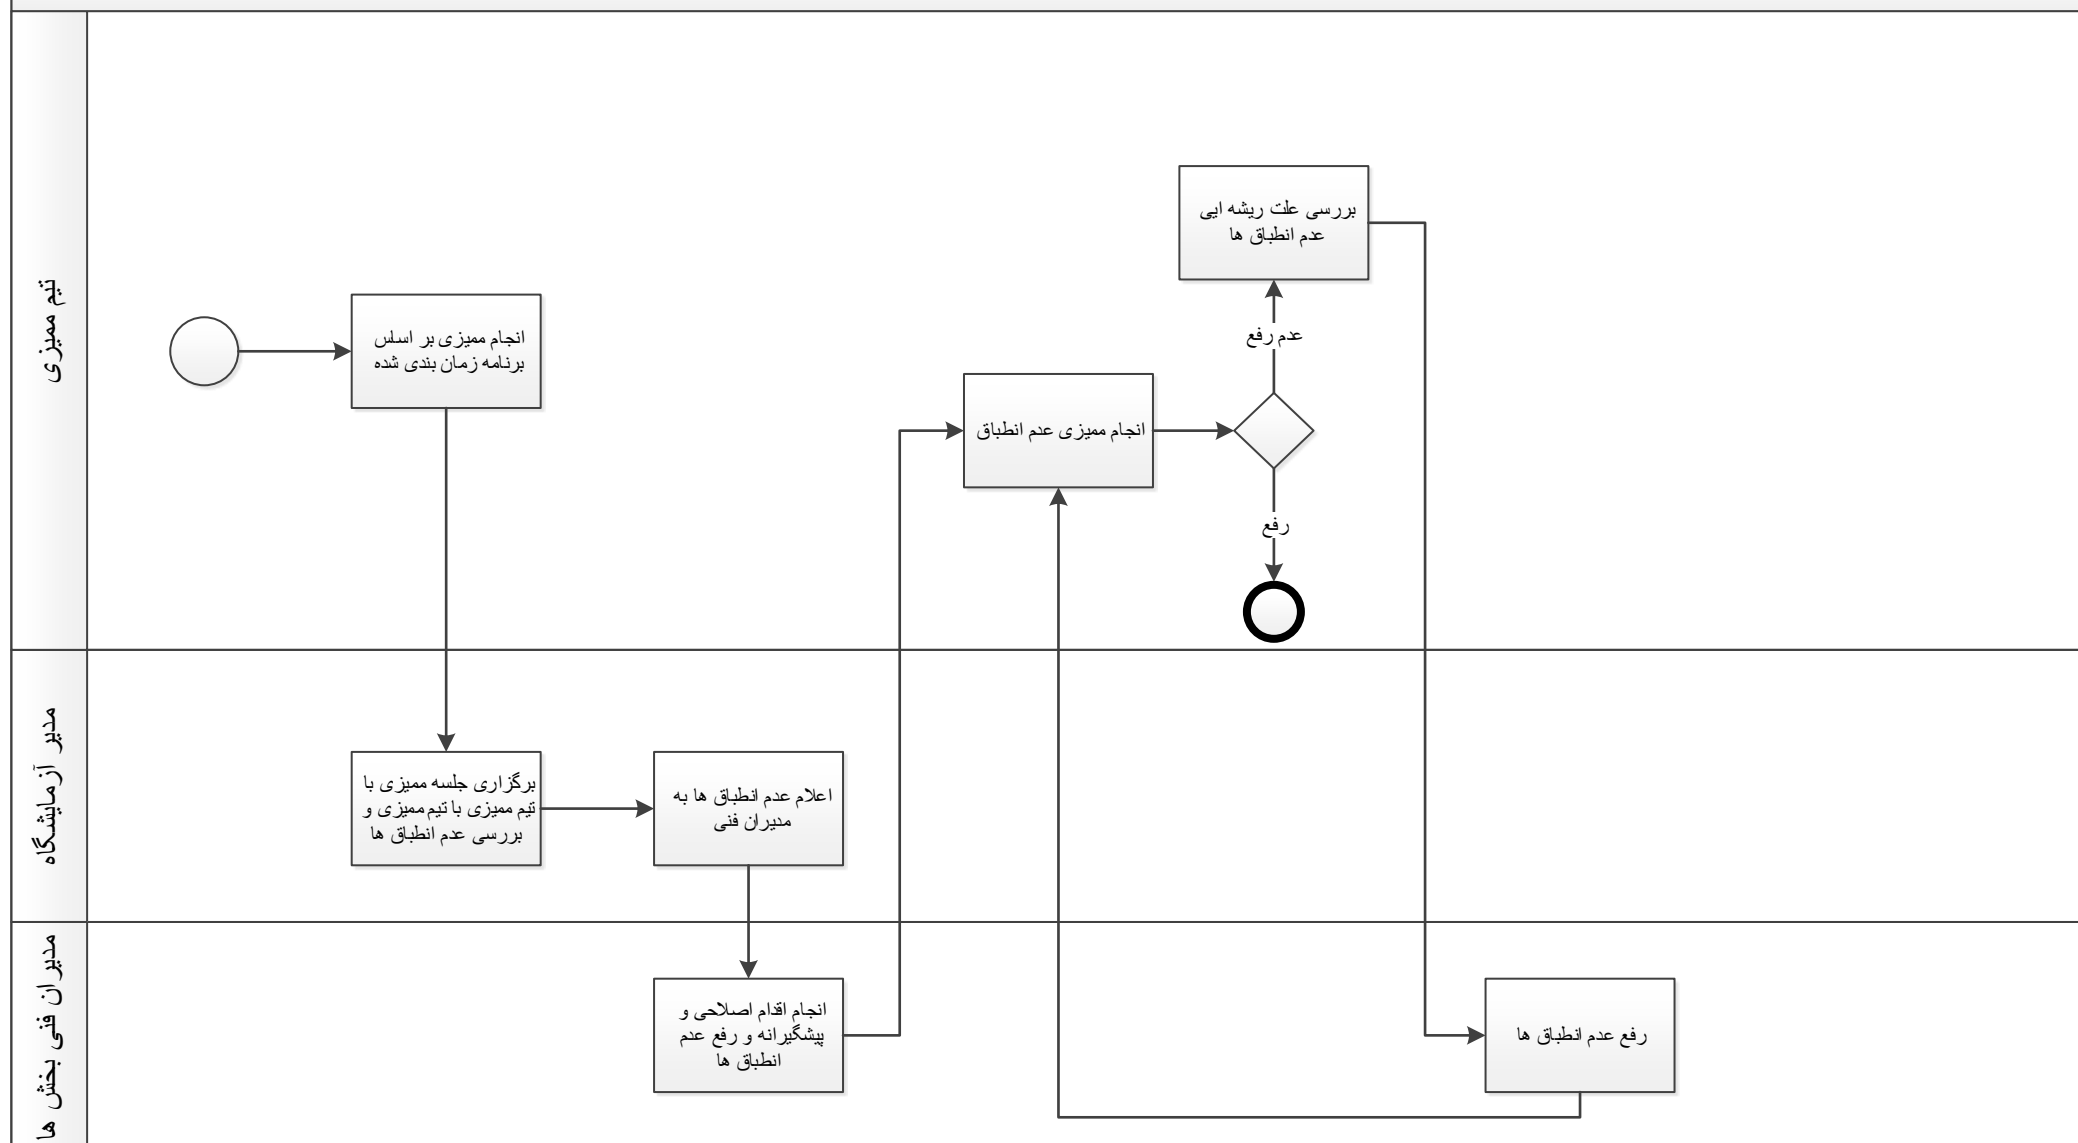 تیم ممیزی
انجام ممیزی بر اساس
برنامه زمان بندی شده
انجام ممیزی عدم انطباق
بررسی علت ریشه ایی
عدم انطباق ها
عدم رفع
رفع
مدیر آزمایشگاه
برگزاری جلسه ممیزی با
تیم ممیزی با تیم ممیزی و
بررسی عدم انطباق ها
اعلام عدم انطباق ها به
مدیران فنی
مدیران فنی بخش ها
انجام اقدام اصلاحی و
پیشگیرانه و رفع عدم
انطباق ها
رفع عدم انطباق ها